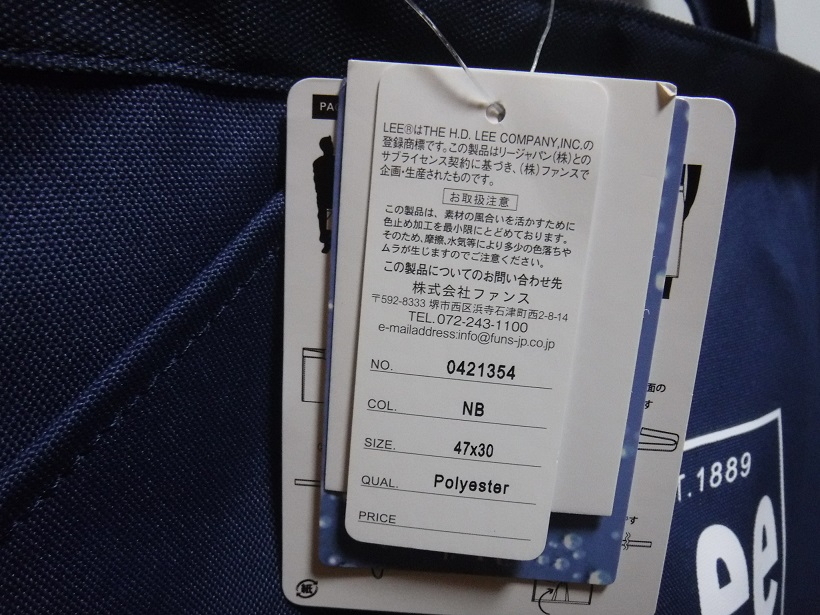 PA
LEE®はTHE H.D. LEE COMPANY,INC.の
登録商標です。この製品はリージャパン(株)との
サブライセンス契約に基づき、(株)ファンスで
企画・生産されたものです。
お取扱注意
この製品は、素材の風合いを活かすために
色止め加工を最小限にとどめております。
そのため、摩擦、水気等により多少の色落ちや
ムラが生じますのでご注意ください。
この製品についてのお問い合わせ先
株式会社ファンス
〒592-8333 堺市西区浜寺石津町西2-8-14
TEL.072-243-1100
e-mailaddress:info@funs-jp.co.jp
NO. 0421354
COL. NB
SIZE. 47x30
QUAL. Polyester
PRICE
面の
す
T.1889
ee
す